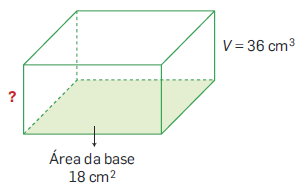 V = 36 cm³
?
Área da base
18 cm²